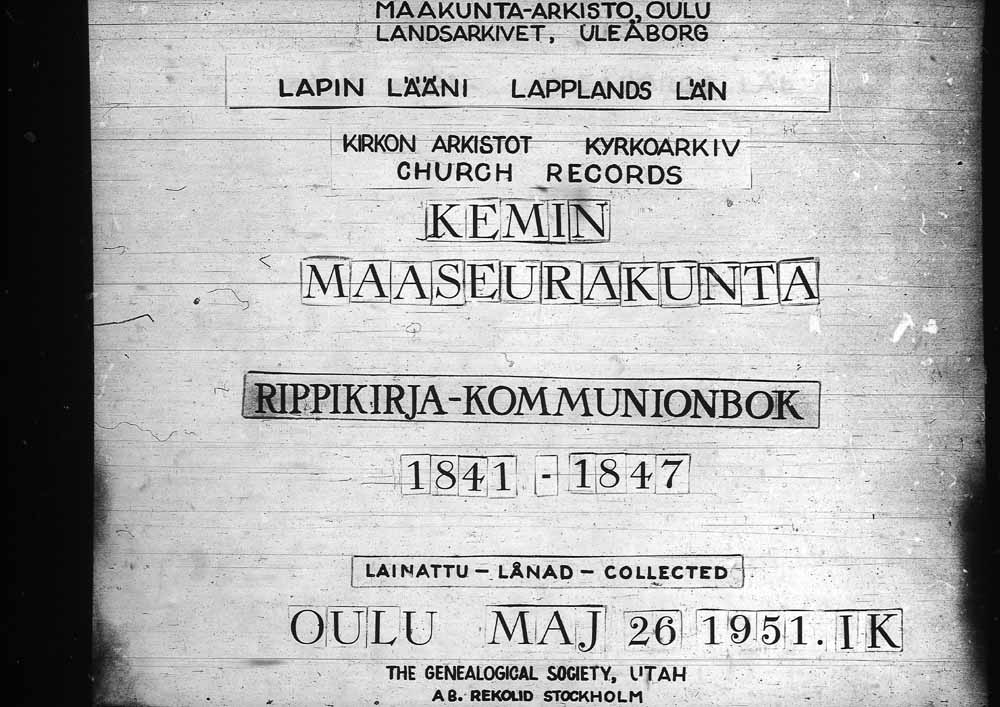 MAAKUNTA-ARKISTO, OULU
LANDSARKIVET, ULEÅBORG
LAPIN LÄÄNI LAPPLANDS LÄN
KIRKON ARKISTOT KYRKOARKIV
CHURCH RECORDS
KEMIN
MAASEURAKUNTA
RIPPIKIRJA-KOMMUNIONBOK
1841 - 1847
LAINATTU - LÅNAD - COLLECTED
OULU MAJ 26 1951. IK
THE GENEALOGICAL SOCIETY, UTAH
AB. REKOLID STOCKHOLM